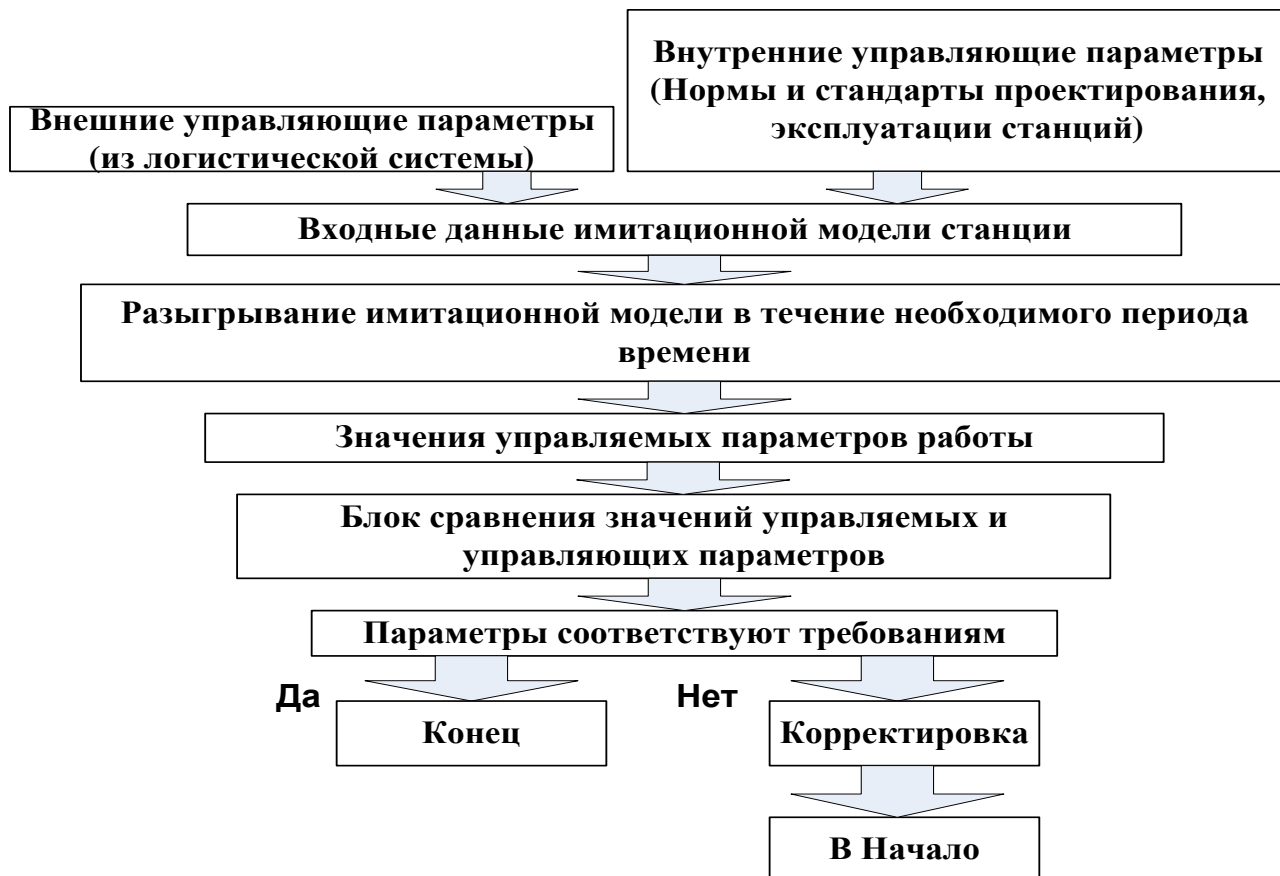 Внешние управляющие параметры
(из логистической системы)
Внутренние управляющие параметры
(Нормы и стандарты проектирования,
эксплуатации станций)
Входные данные имитационной модели станции
Разыгрывание имитационной модели в течение необходимого периода
времени
Значения управляемых параметров работы
Блок сравнения значений управляемых и
управляющих параметров
Параметры соответствуют требованиям
Да
Нет
Конец
Корректировка
В Начало